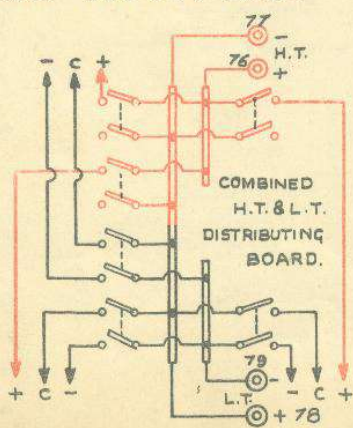 77 - H.T.
76 +
- C +
COMBINED
H.T. & L.T.
DISTRIBUTING
BOARD.
79 -
L.T.
+ 78
+ C - - C +